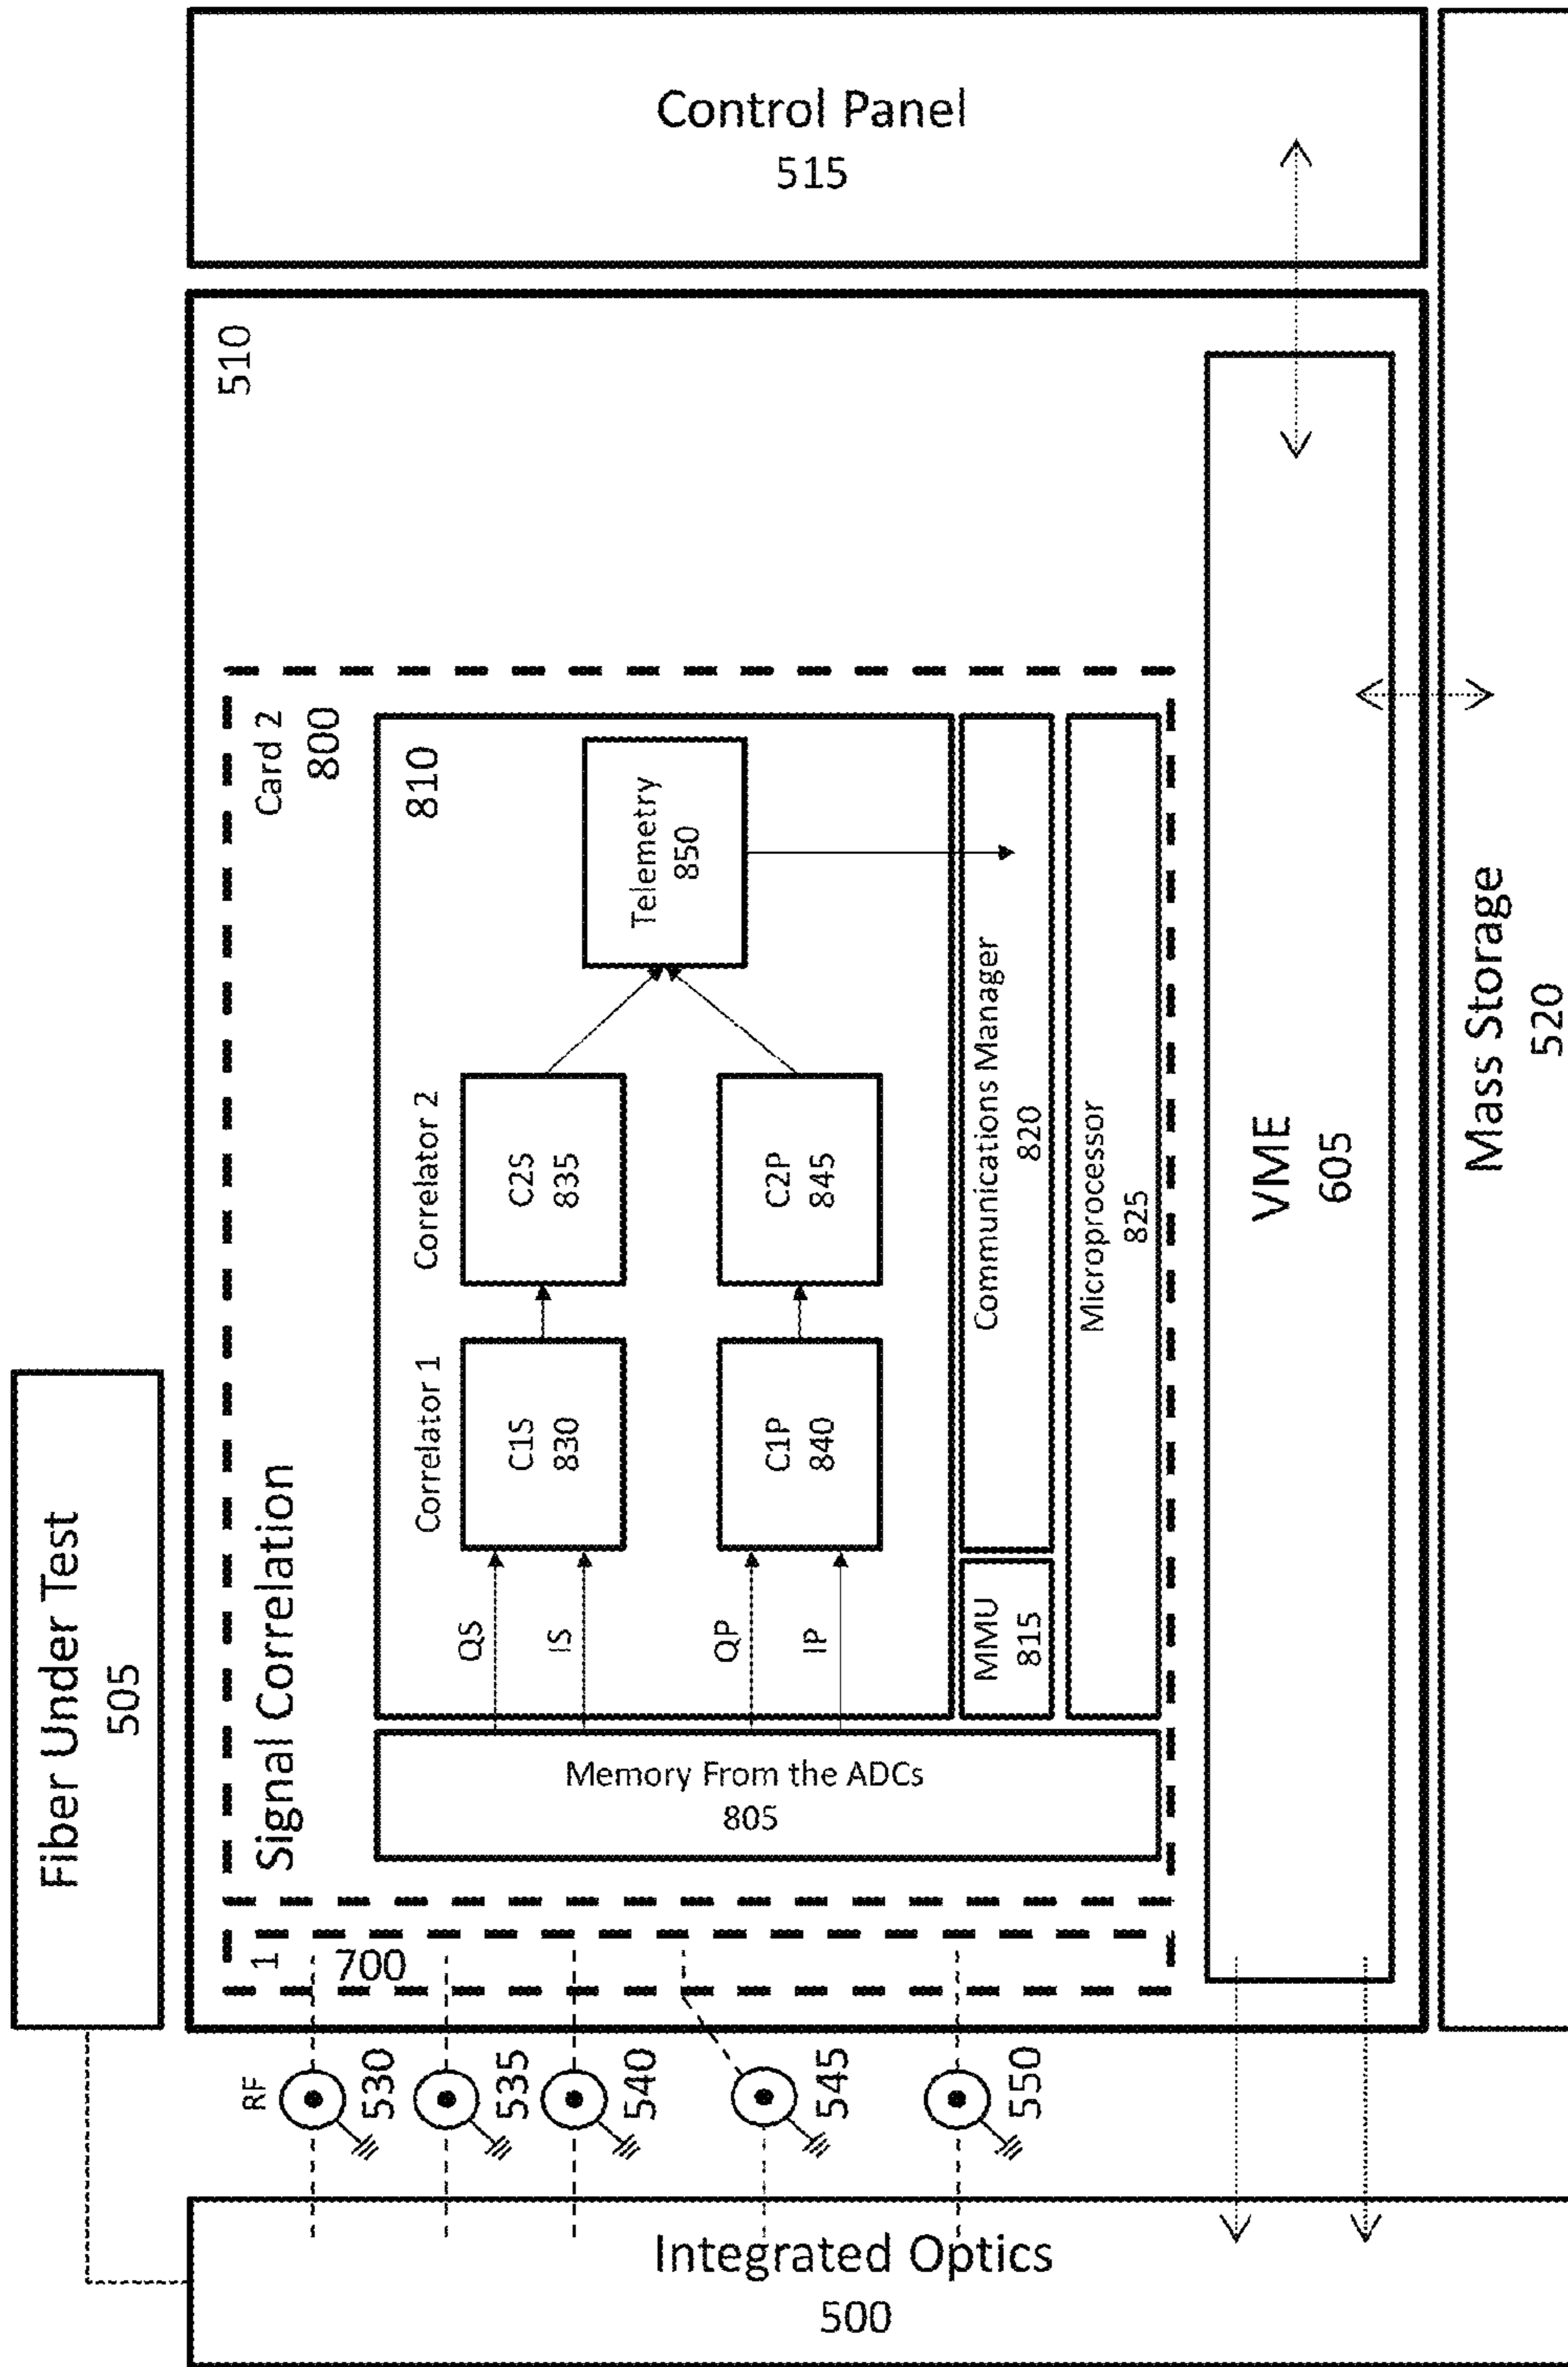 Fiber Under Test
505
Integrated Optics
500
RF
530
535
540
545
550
1
700
Signal Correlation
Card 2
800
510
Memory From the ADCs
805
810
QS
IS
QP
IP
Correlator 1
C1S
830
C1P
840
Correlator 2
C2S
835
C2P
845
Telemetry
850
MMU
815
Communications Manager
820
Microprocessor
825
VME
605
Control Panel
515
Mass Storage
520